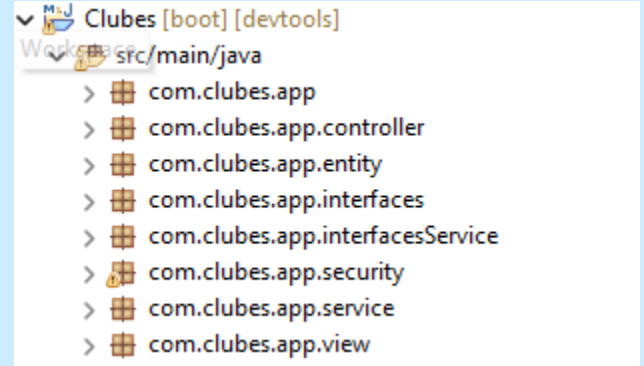 Clubes [boot] [devtools]
Workspace
src/main/java
com.clubes.app
com.clubes.app.controller
com.clubes.app.entity
com.clubes.app.interfaces
com.clubes.app.interfacesService
com.clubes.app.security
com.clubes.app.service
com.clubes.app.view